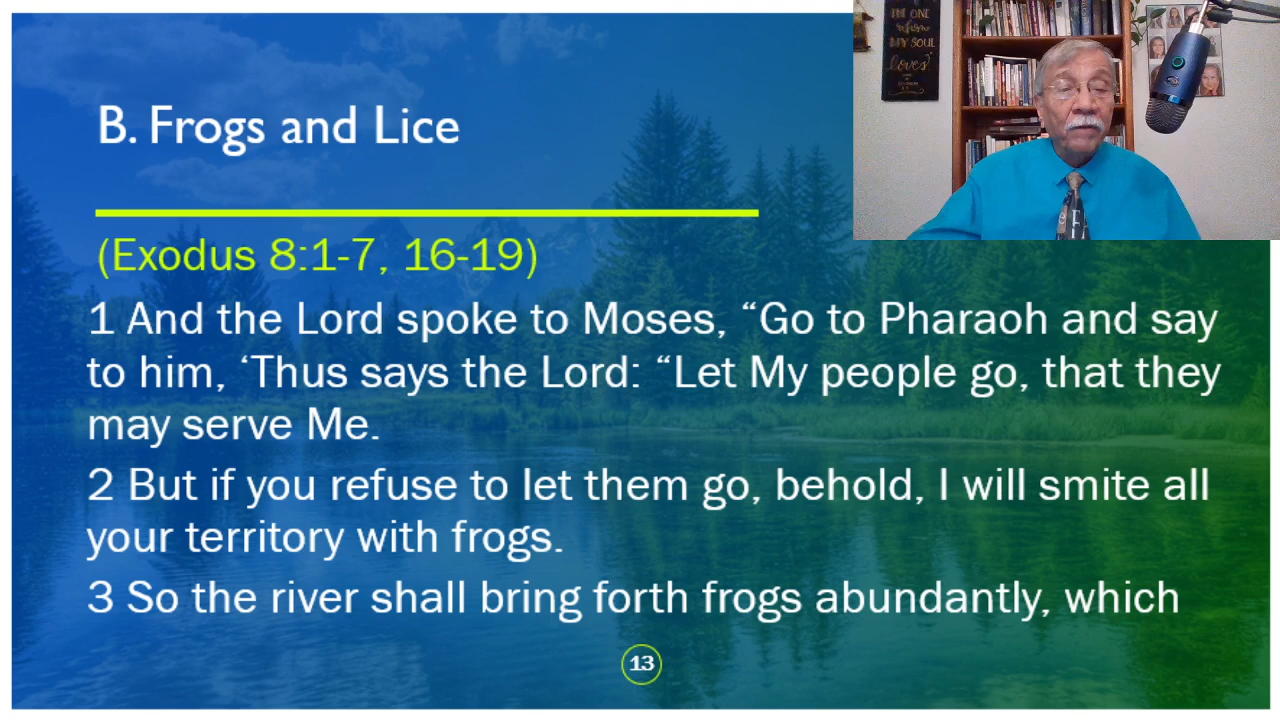 B. Frogs and Lice
(Exodus 8:1-7, 16-19)
1 And the Lord spoke to Moses, “Go to Pharaoh and say
to him, ‘Thus says the Lord: “Let My people go, that they
may serve Me.
2 But if you refuse to let them go, behold, I will smite all
your territory with frogs.
3 So the river shall bring forth frogs abundantly, which
13
MY SOUL
loves